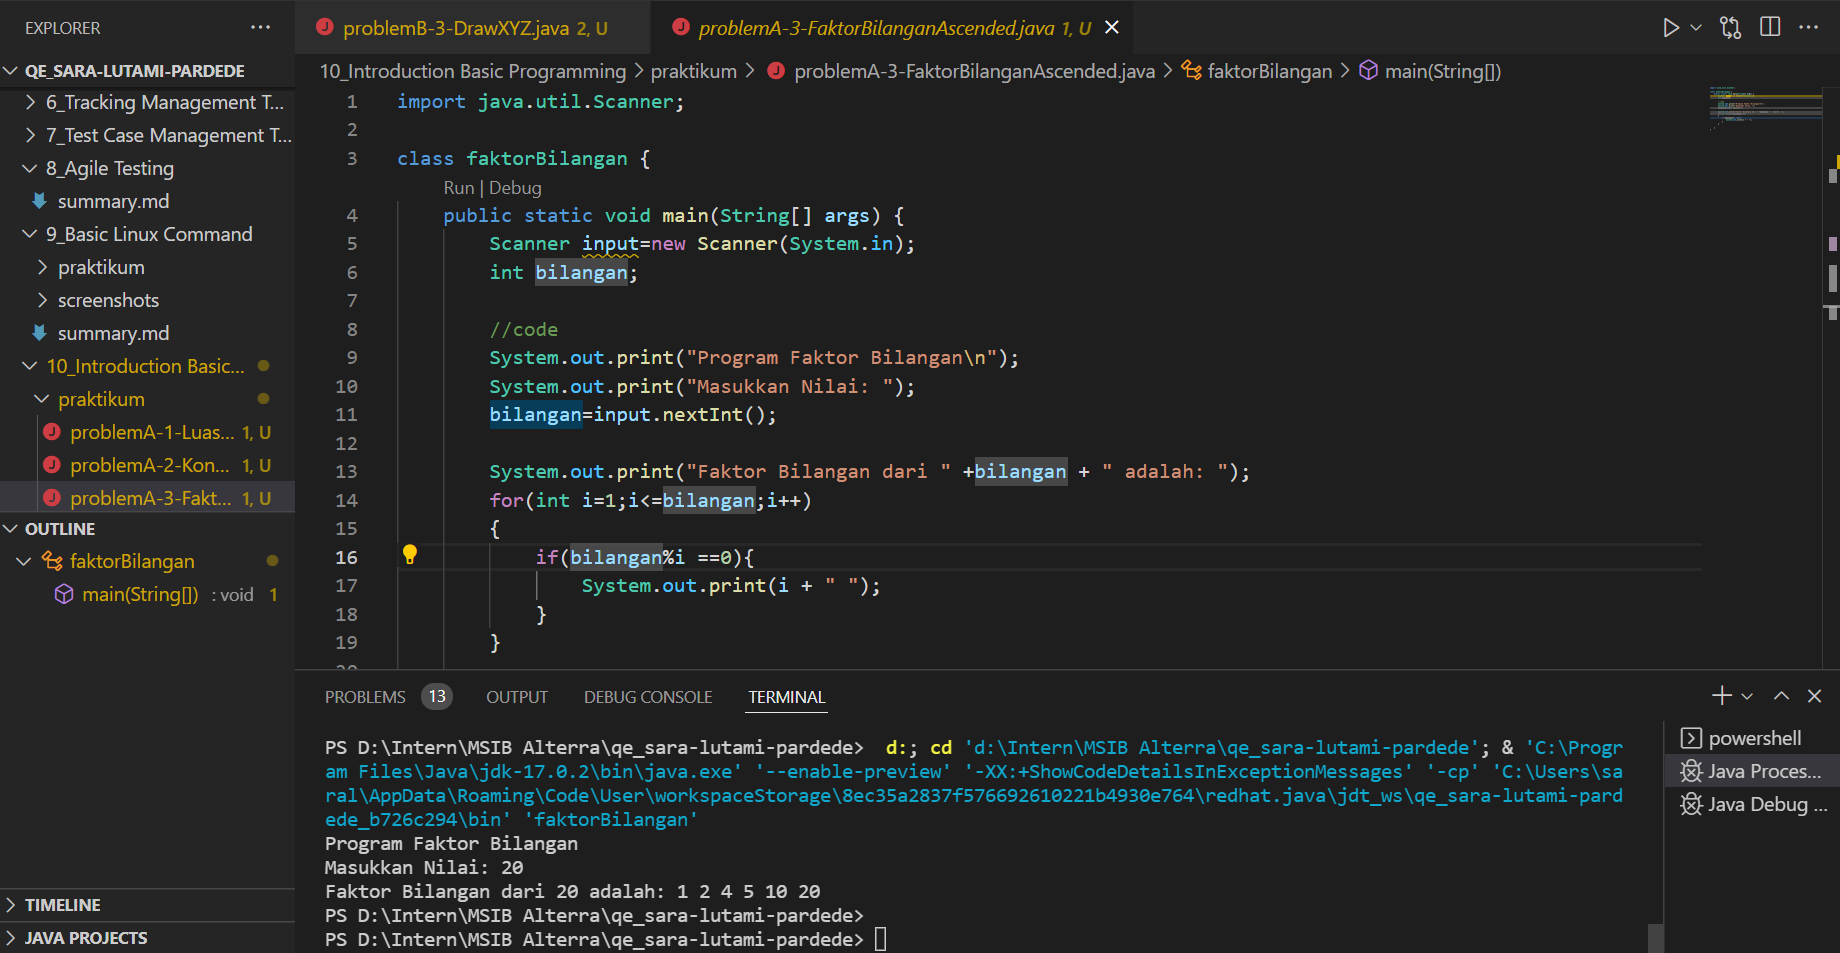 EXPLORER
QE_SARA-LUTAMI-PARDEDE
6_Tracking Management T...
7_Test Case Management T...
8_Agile Testing
summary.md
9_Basic Linux Command
praktikum
screenshots
summary.md
10_Introduction Basic...
praktikum
problemA-1-Luas... 1, U
problemA-2-Kon... 1, U
problemA-3-Fakt... 1, U
OUTLINE
faktorBilangan
main(String[]) : void 1
TIMELINE
JAVA PROJECTS
problemB-3-DrawXYZ.java 2, U
problemA-3-FaktorBilanganAscended.java 1, U
10_Introduction Basic Programming > praktikum > problemA-3-FaktorBilanganAscended.java > faktorBilangan > main(String[])
1 import java.util.Scanner;
2
3 class faktorBilangan {
Run | Debug
4 public static void main(String[] args) {
5 Scanner input=new Scanner(System.in);
6 int bilangan;
7
8 //code
9 System.out.print("Program Faktor Bilangan\n");
10 System.out.print("Masukkan Nilai: ");
11 bilangan=input.nextInt();
12
13 System.out.print("Faktor Bilangan dari " +bilangan + " adalah: ");
14 for(int i=1;i<=bilangan;i++)
15 {
16 if(bilangan%i ==0){
17 System.out.print(i + " ");
18 }
19 }
PROBLEMS 13 OUTPUT DEBUG CONSOLE TERMINAL
PS D:\Intern\MSIB Alterra\qe_sara-lutami-pardede> d:; cd 'd:\Intern\MSIB Alterra\qe_sara-lutami-pardede'; & 'C:\Progr
am Files\Java\jdk-17.0.2\bin\java.exe' '--enable-preview' '-XX:+ShowCodeDetailsInExceptionMessages' '-cp' 'C:\Users\sa
ral\AppData\Roaming\Code\User\workspaceStorage\8ec35a2837f576692610221b4930e764\redhat.java\jdt_ws\qe_sara-lutami-pard
ede_b726c294\bin' 'faktorBilangan'
Program Faktor Bilangan
Masukkan Nilai: 20
Faktor Bilangan dari 20 adalah: 1 2 4 5 10 20
PS D:\Intern\MSIB Alterra\qe_sara-lutami-pardede>
PS D:\Intern\MSIB Alterra\qe_sara-lutami-pardede>
powershell
Java Proces...
Java Debug ...